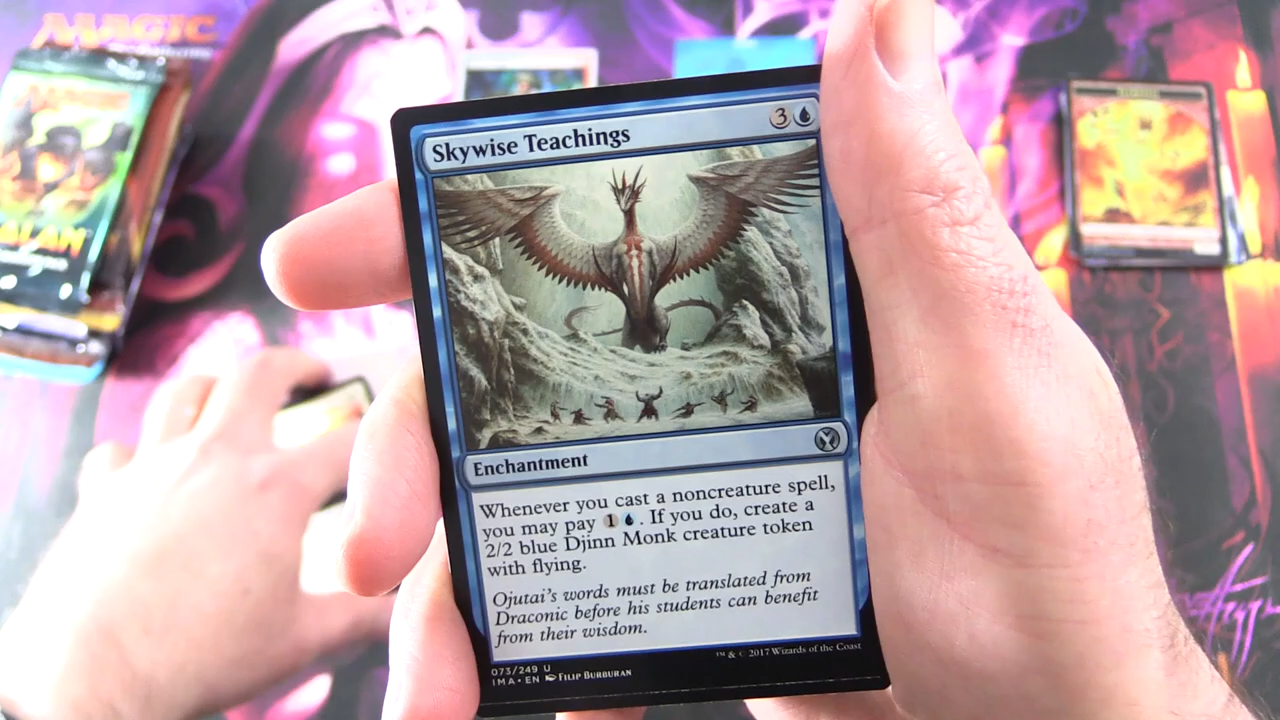 MAGIC
Skywise Teachings
3
Enchantment
Whenever you cast a noncreature spell,
you may pay 1 . If you do, create a
2/2 blue Djinn Monk creature token
with flying.
Ojutai's words must be translated from
Draconic before his students can benefit
from their wisdom.
073/249 U
IMA • EN Filip Burburan
™ & © 2017 Wizards of the Coast